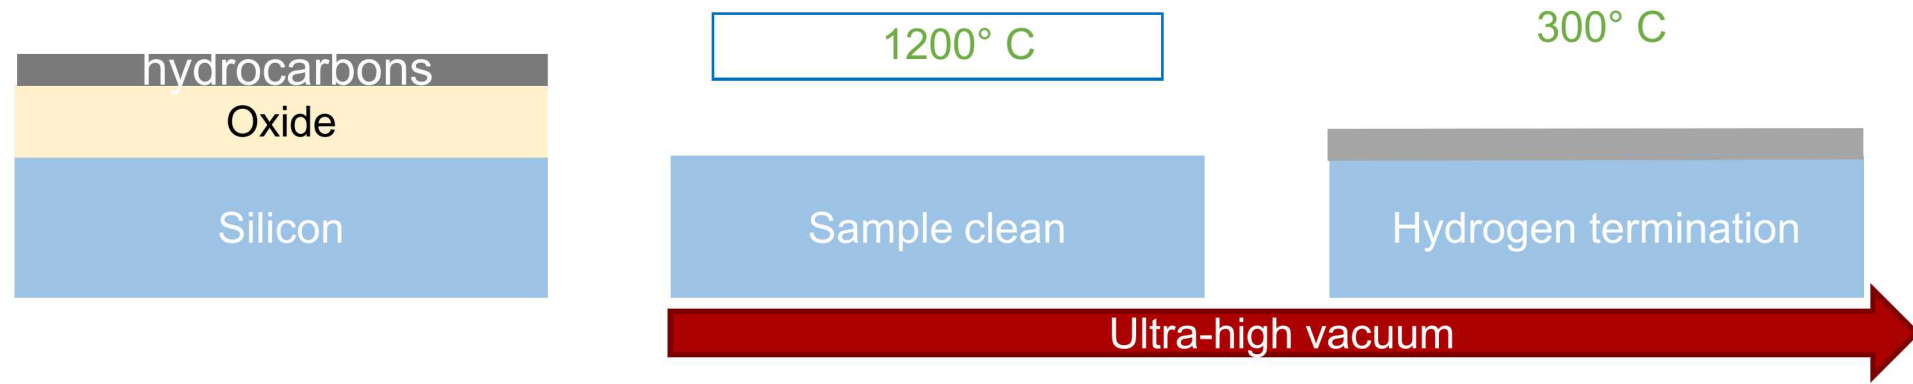 hydrocarbons
Oxide
Silicon
1200° C
Sample clean
300° C
Hydrogen termination
Ultra-high vacuum